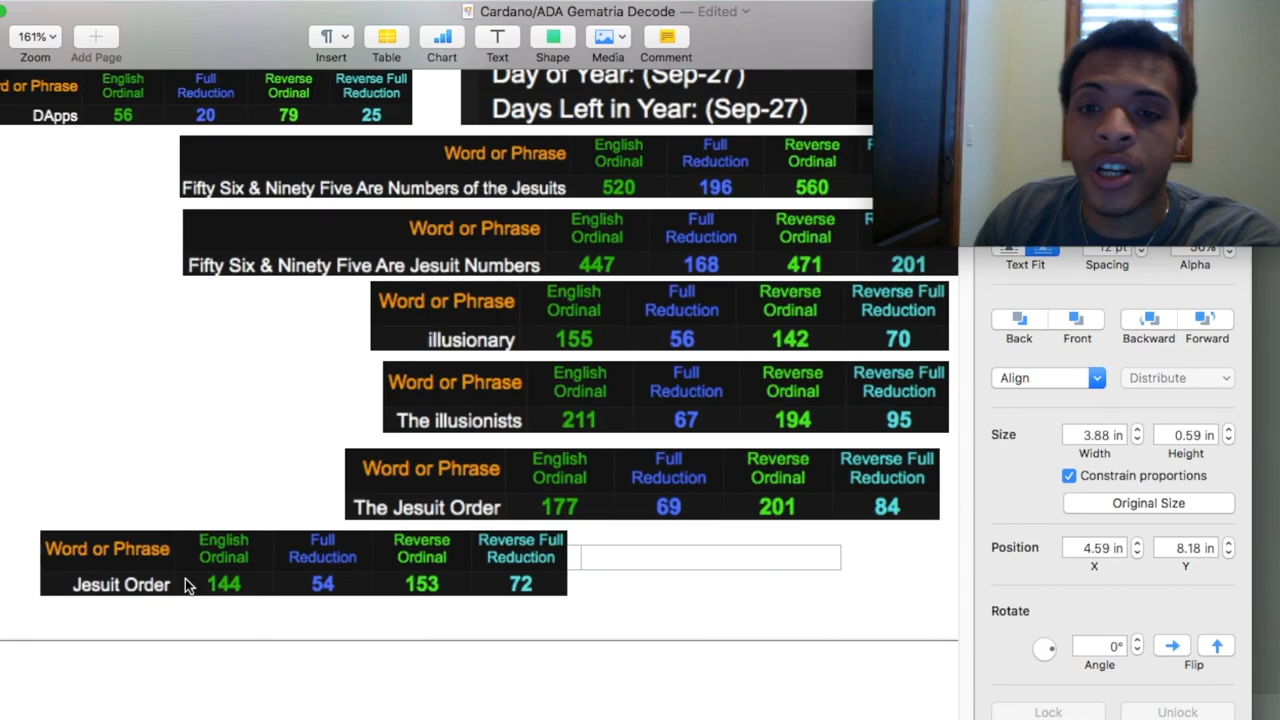 Cardano/ADA Gematria Decode — Edited
161%
Zoom
Add Page
Insert
Table
Chart
Text
Shape
Media
Comment
rd or Phrase English Ordinal Full Reduction Reverse Ordinal Reverse Full Reduction
DApps 56 20 79 25
Day of Year: (Sep-27)
Days Left in Year: (Sep-27)
Word or Phrase English Ordinal Full Reduction Reverse Ordinal
Fifty Six & Ninety Five Are Numbers of the Jesuits 520 196 560
Word or Phrase English Ordinal Full Reduction Reverse Ordinal
Fifty Six & Ninety Five Are Jesuit Numbers 447 168 471 201
Word or Phrase English Ordinal Full Reduction Reverse Ordinal Reverse Full Reduction
illusionary 155 56 142 70
Word or Phrase English Ordinal Full Reduction Reverse Ordinal Reverse Full Reduction
The illusionists 211 67 194 95
Word or Phrase English Ordinal Full Reduction Reverse Ordinal Reverse Full Reduction
The Jesuit Order 177 69 201 84
Word or Phrase English Ordinal Full Reduction Reverse Ordinal Reverse Full Reduction
Jesuit Order 144 54 153 72
12 pt 50%
Text Fit Spacing Alpha
Back Front Backward Forward
Align Distribute
Size 3.88 in 0.59 in
Width Height
Constrain proportions
Original Size
Position 4.59 in 8.18 in
X Y
Rotate
0°
Angle Flip
Lock Unlock